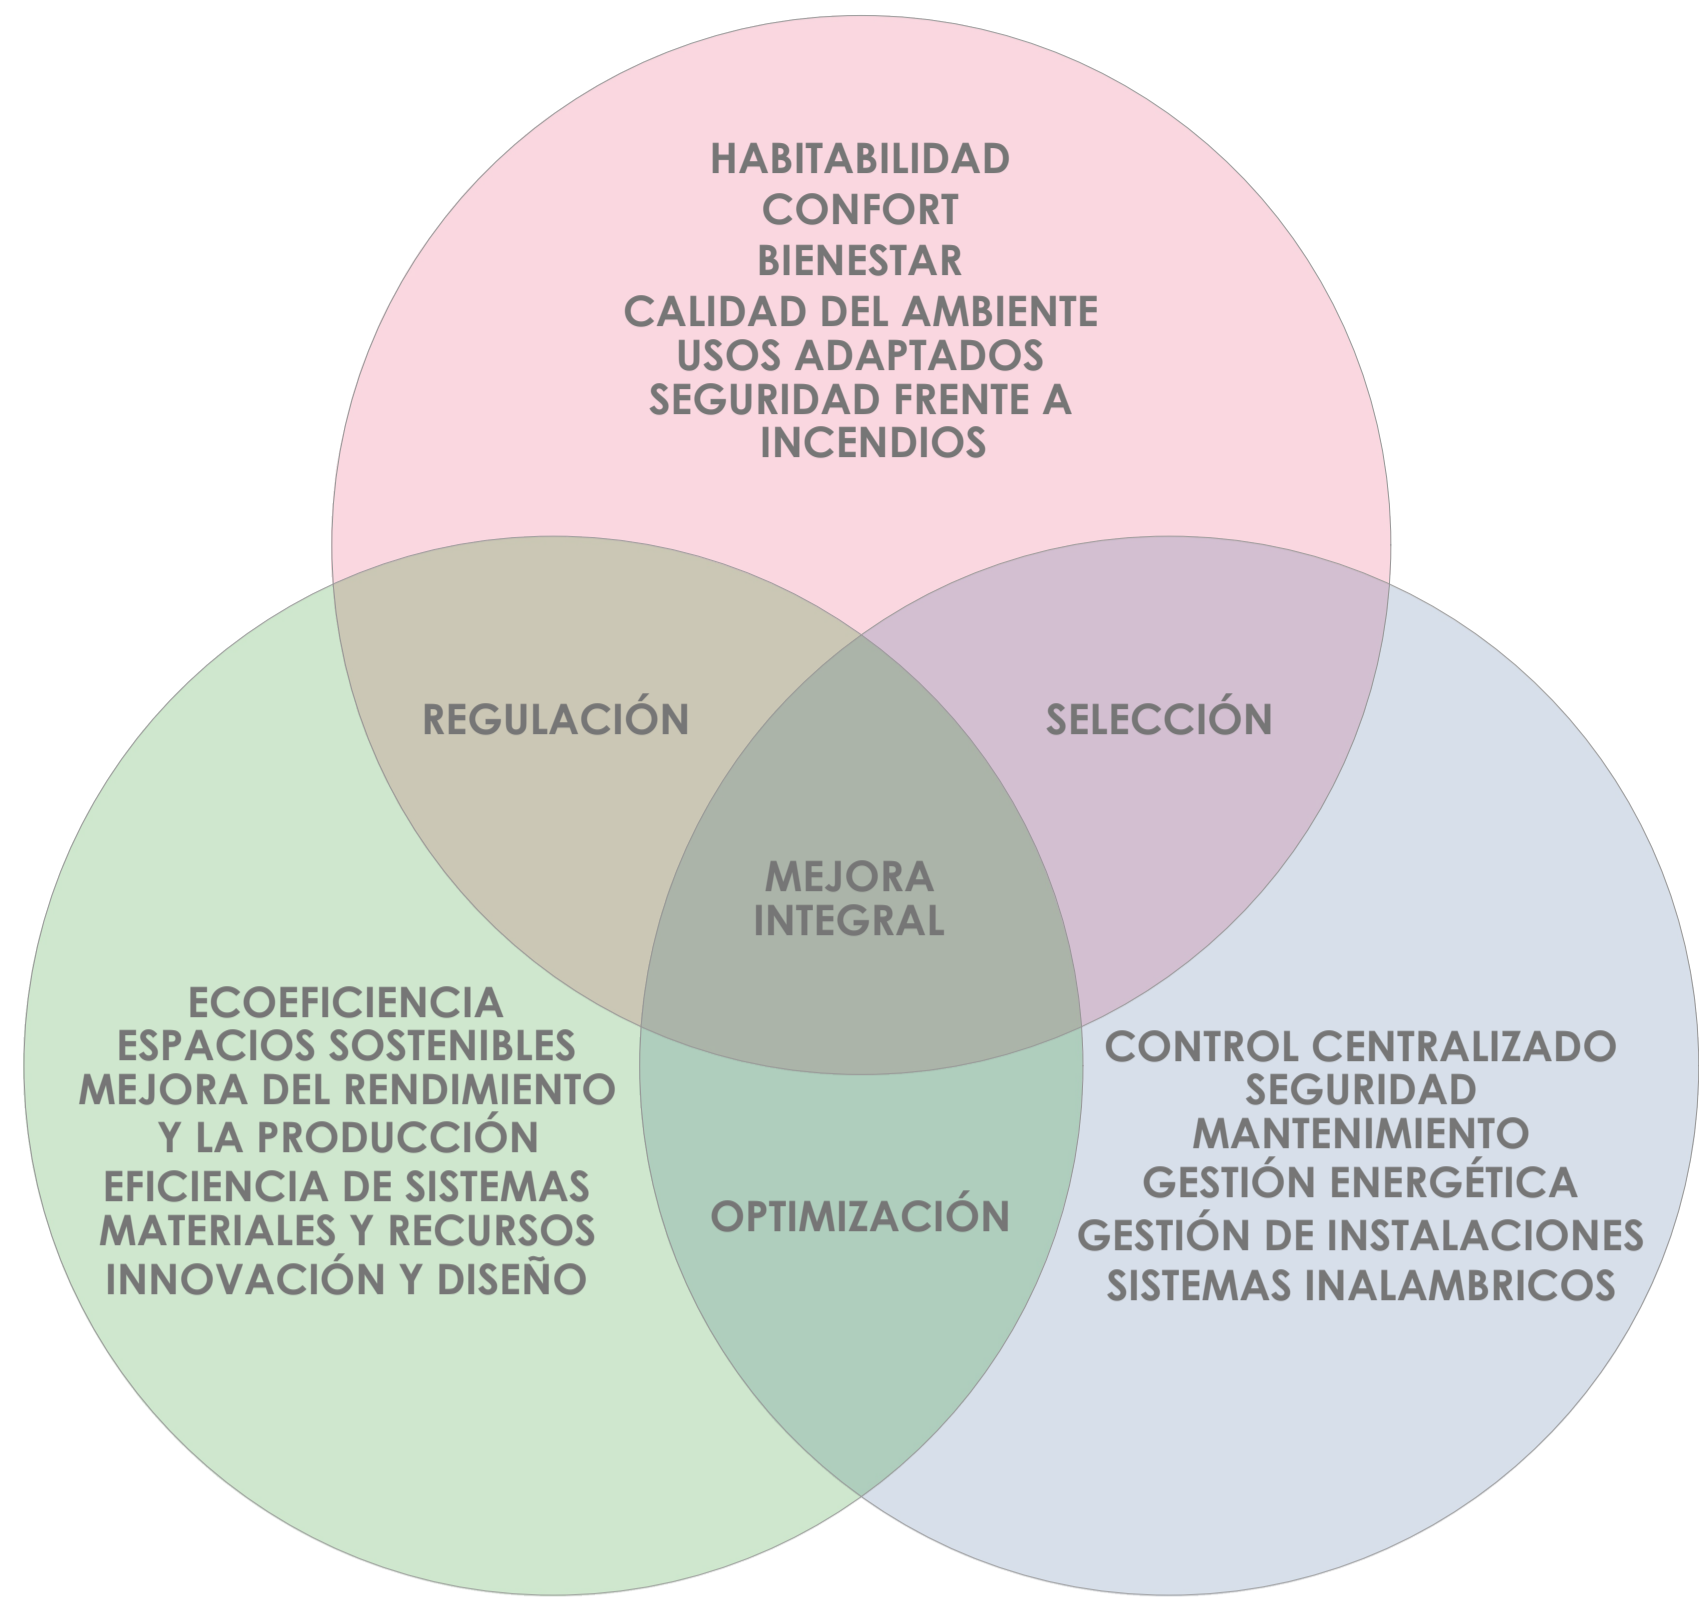 HABITABILIDAD
CONFORT
BIENESTAR
CALIDAD DEL AMBIENTE
USOS ADAPTADOS
SEGURIDAD FRENTE A
INCENDIOS
REGULACIÓN
SELECCIÓN
MEJORA
INTEGRAL
ECOEFICIENCIA
ESPACIOS SOSTENIBLES
MEJORA DEL RENDIMIENTO
Y LA PRODUCCIÓN
EFICIENCIA DE SISTEMAS
MATERIALES Y RECURSOS
INNOVACIÓN Y DISEÑO
OPTIMIZACIÓN
CONTROL CENTRALIZADO
SEGURIDAD
MANTENIMIENTO
GESTIÓN ENERGÉTICA
GESTIÓN DE INSTALACIONES
SISTEMAS INALAMBRICOS